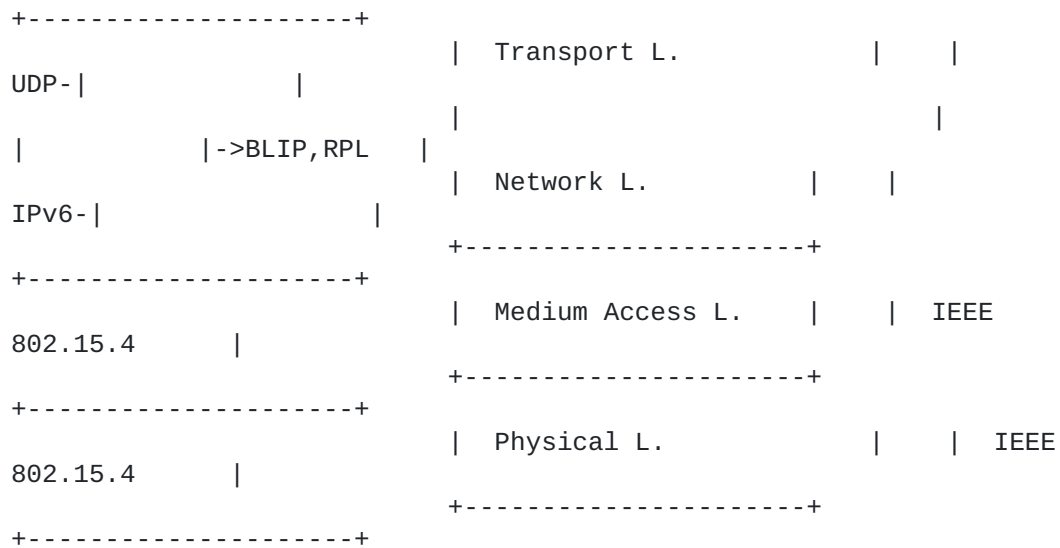 +---------------------+
|  Transport L.            |    |
UDP-|             |
|                              |
|           |->BLIP,RPL   |
|  Network L.          |    |
IPv6-|                 |
+----------------------+
+---------------------+
|  Medium Access L.    |    |  IEEE
802.15.4      |
+----------------------+
+---------------------+
|  Physical L.             |    |  IEEE
802.15.4      |
+----------------------+
+---------------------+